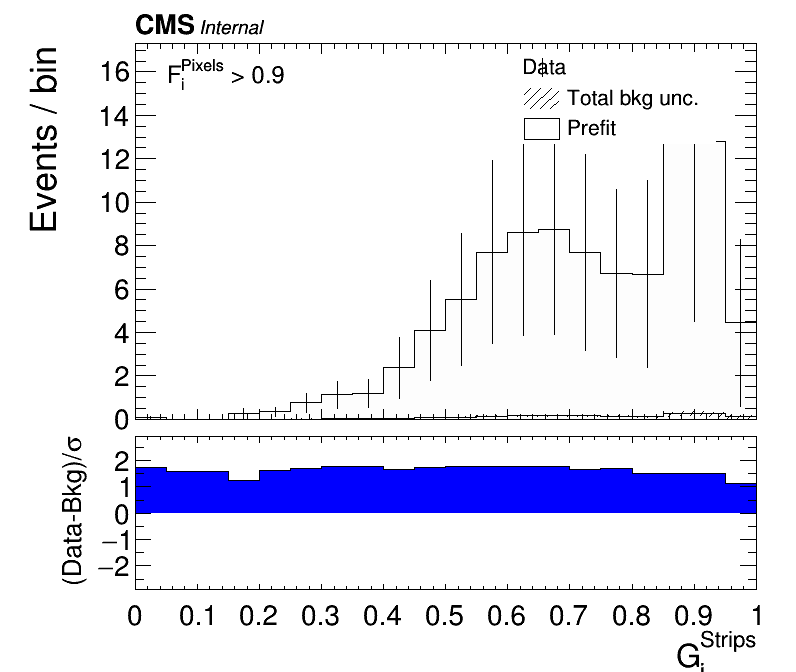 CMS Internal
F_i^Pixels > 0.9
Data
Total bkg unc.
Prefit
Events / bin
16
14
12
10
8
6
4
2
0
(Data-Bkg)/σ
2
1
0
−1
−2
0 0.1 0.2 0.3 0.4 0.5 0.6 0.7 0.8 0.9 1
G_i^Strips